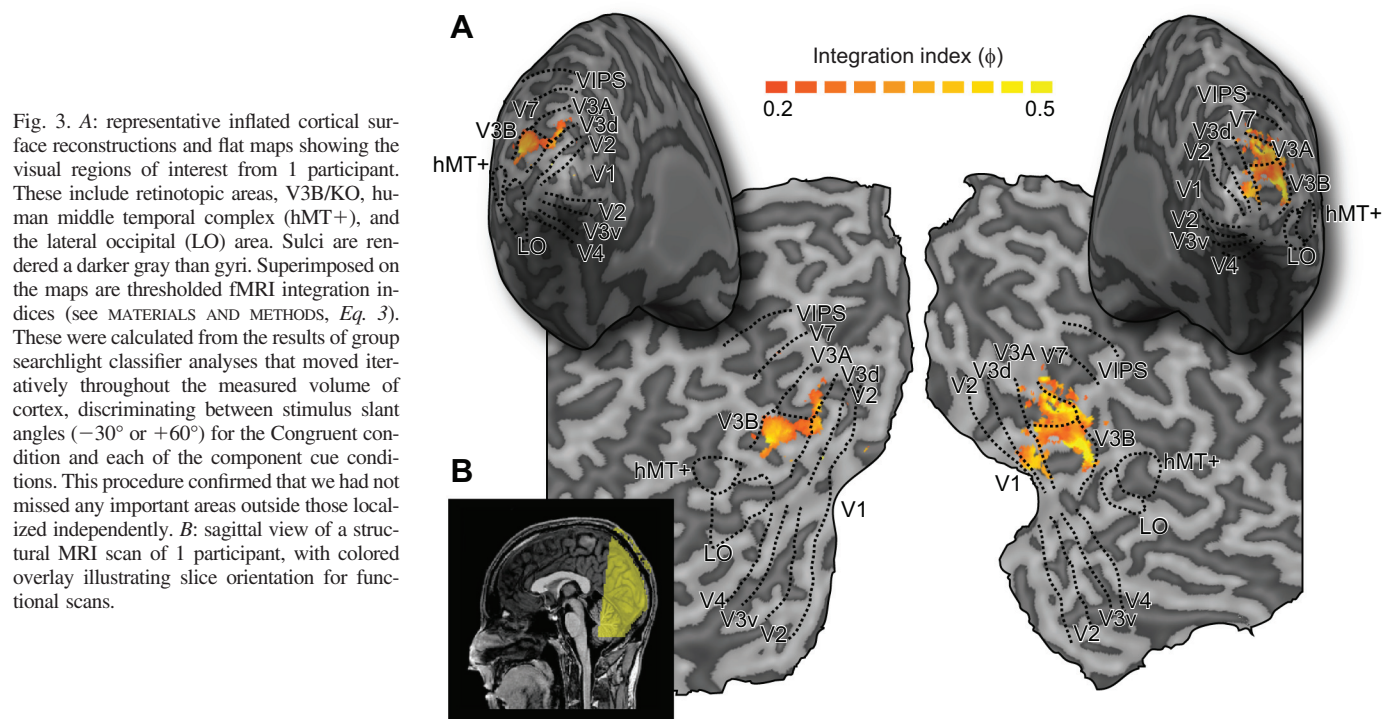 Fig. 3. A: representative inflated cortical sur-
face reconstructions and flat maps showing the
visual regions of interest from 1 participant.
These include retinotopic areas, V3B/KO, hu-
man middle temporal complex (hMT+), and
the lateral occipital (LO) area. Sulci are ren-
dered a darker gray than gyri. Superimposed on
the maps are thresholded fMRI integration in-
dices (see MATERIALS AND METHODS, Eq. 3).
These were calculated from the results of group
searchlight classifier analyses that moved iter-
atively throughout the measured volume of
cortex, discriminating between stimulus slant
angles (−30° or +60°) for the Congruent con-
dition and each of the component cue condi-
tions. This procedure confirmed that we had not
missed any important areas outside those local-
ized independently. B: sagittal view of a struc-
tural MRI scan of 1 participant, with colored
overlay illustrating slice orientation for func-
tional scans.
A
Integration index (ϕ)
0.2 0.5
VIPS
V7
V3A
V3B
V3d
V2
hMT+
V1
V2
V3v
V4
LO
VIPS
V7
V3d
V2
V3A
V1
V3B
hMT+
V2
V3v
V4
LO
VIPS
V7
V3A
V3d
V2
V3B
hMT+
V1
LO
V4
V3v
V2
V3A
V7
V3d
VIPS
V2
V3B
hMT+
V1
LO
V4
V3v
V2
B